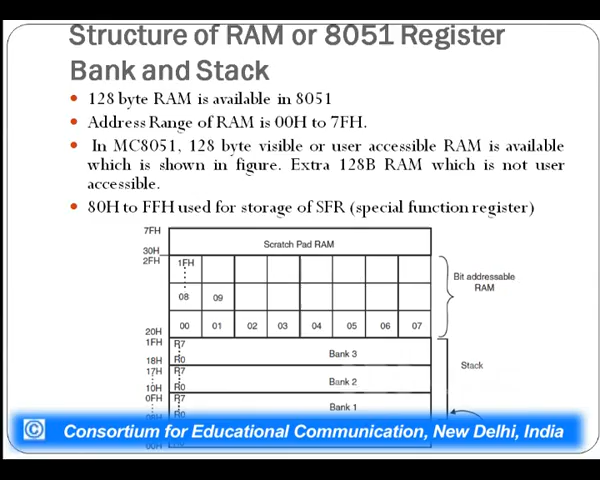 Structure of RAM or 8051 Register
Bank and Stack
• 128 byte RAM is available in 8051
• Address Range of RAM is 00H to 7FH.
• In MC8051, 128 byte visible or user accessible RAM is available
which is shown in figure. Extra 128B RAM which is not user
accessible.
• 80H to FFH used for storage of SFR (special function register)
7FH
Scratch Pad RAM
30H
2FH 1FH
Bit addressable
RAM
08 09
00 01 02 03 04 05 06 07
20H
1FH R7
Bank 3
Stack
18H R0
17H R7
Bank 2
10H R0
0FH R7
Bank 1
R0
© Consortium for Educational Communication, New Delhi, India
00H